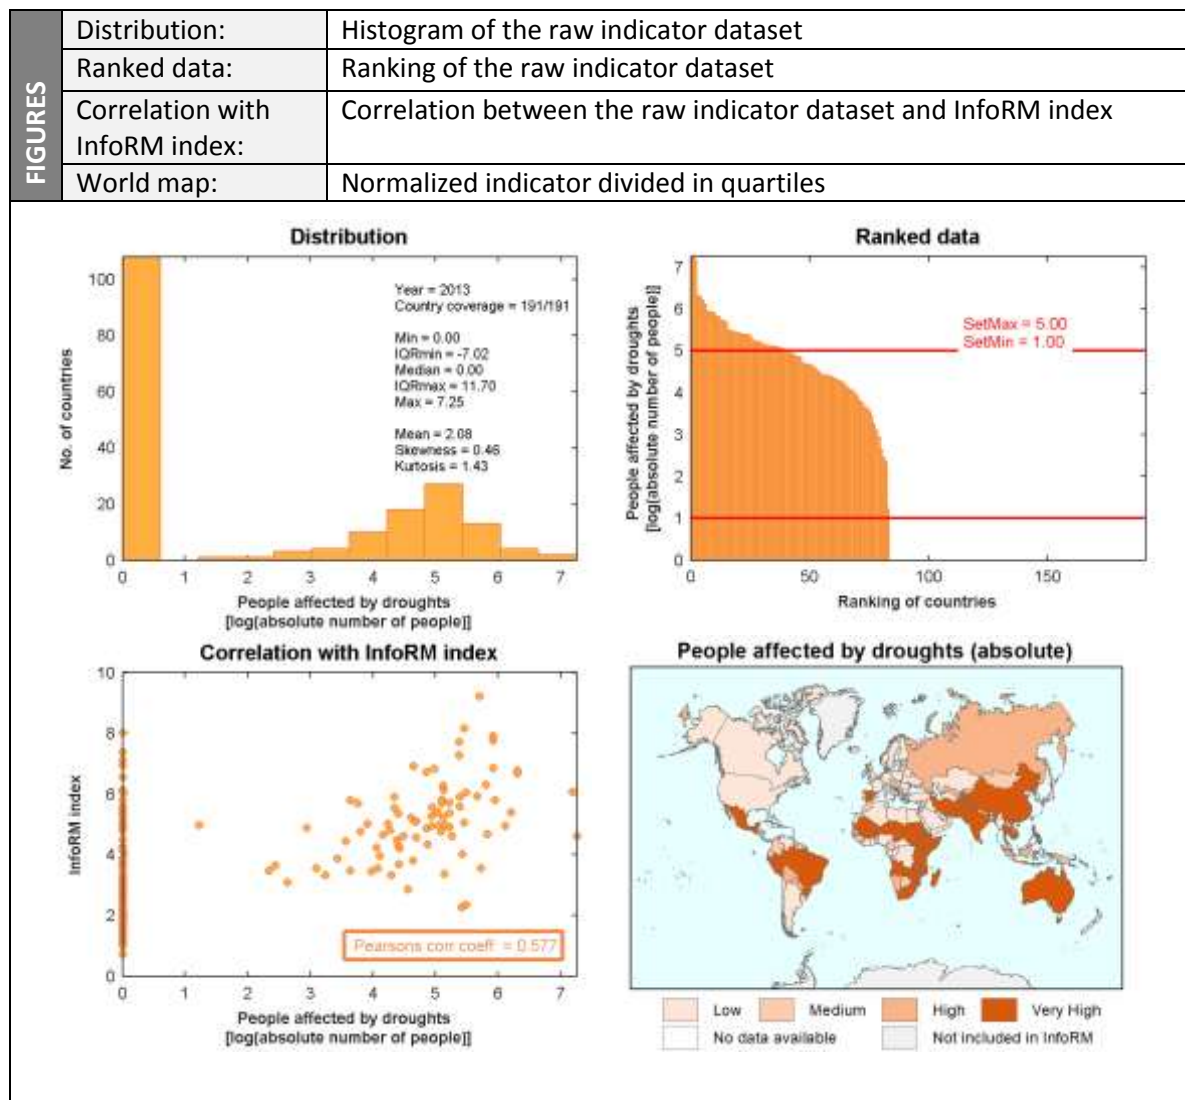 FIGURES
Distribution: Histogram of the raw indicator dataset
Ranked data: Ranking of the raw indicator dataset
Correlation with Correlation between the raw indicator dataset and InfoRM index
InfoRM index:
World map: Normalized indicator divided in quartiles
Distribution
No. of countries
100
80
60
40
20
0
Year = 2013
Country coverage = 191/191
Min = 0.00
IQRmin = -7.02
Median = 0.00
IQRmax = 11.70
Max = 7.25
Mean = 2.08
Skewness = 0.46
Kurtosis = 1.43
0 1 2 3 4 5 6 7
People affected by droughts
[log[absolute number of people]]
Ranked data
People affected by droughts
[log[absolute number of people]]
7
6
5
4
3
2
1
0
SetMax = 5.00
SetMin = 1.00
0 50 100 150
Ranking of countries
Correlation with InfoRM index
InfoRM index
10
8
6
4
2
0
Pearsons corr coeff = 0.577
0 1 2 3 4 5 6 7
People affected by droughts
[log[absolute number of people]]
People affected by droughts (absolute)
Low Medium High Very High
No data available Not included in InfoRM